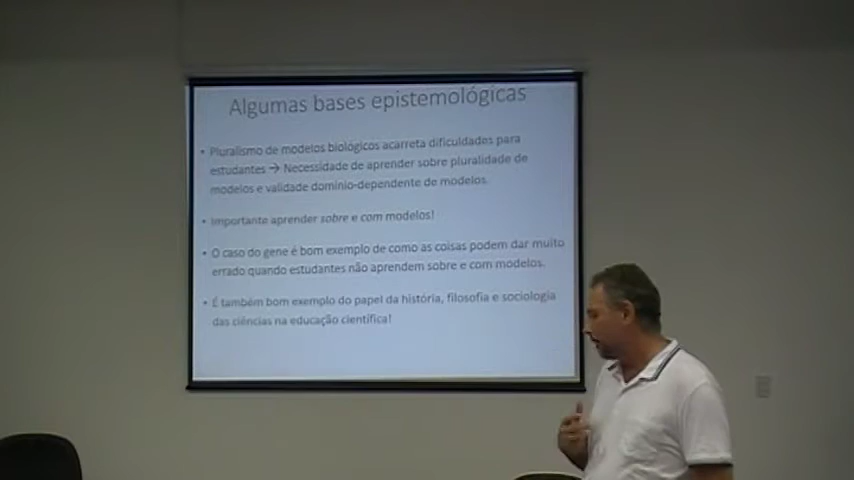 Algumas bases epistemológicas
• Pluralismo de modelos biológicos acarreta dificuldades para
estudantes → Necessidade de aprender sobre pluralidade de
modelos e validade domínio-dependente de modelos.
• Importante aprender sobre e com modelos!
• O caso do gene é bom exemplo de como as coisas podem dar muito
errado quando estudantes não aprendem sobre e com modelos.
• É também bom exemplo do papel da história, filosofia e sociologia
das ciências na educação científica!